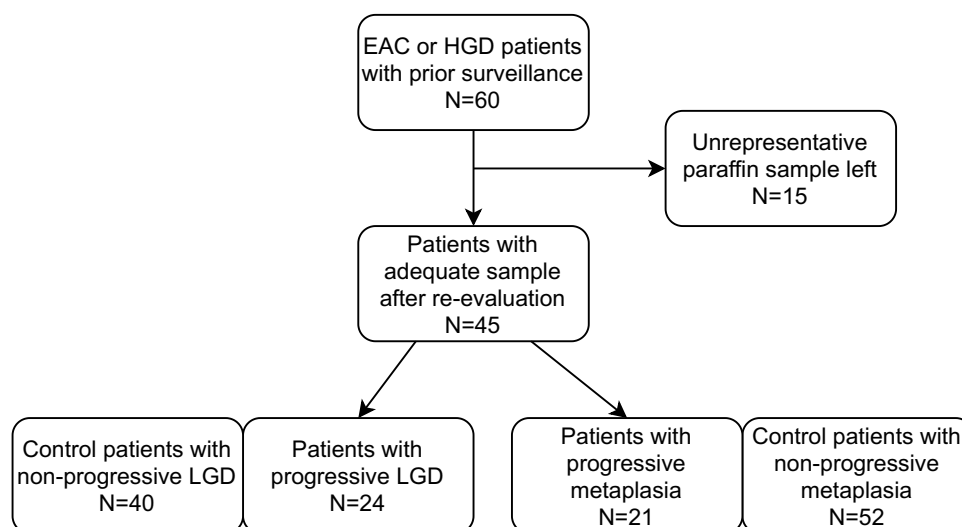 EAC or HGD patients
with prior surveillance
N=60
Unrepresentative
paraffin sample left
N=15
Patients with
adequate sample
after re-evaluation
N=45
Control patients with
non-progressive LGD
N=40
Patients with
progressive LGD
N=24
Patients with
progressive
metaplasia
N=21
Control patients with
non-progressive
metaplasia
N=52